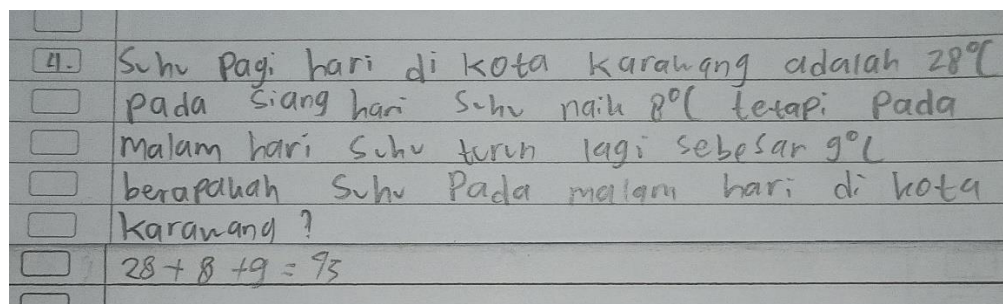 4. Suhu Pagi hari di Kota Karawang adalah 28°C
Pada siang hari suhu naik 8°C tetapi Pada
Malam hari suhu turun lagi sebesar 9°C
berapakah suhu Pada malam hari di kota
Karawang ?
28 + 8 + 9 = 45